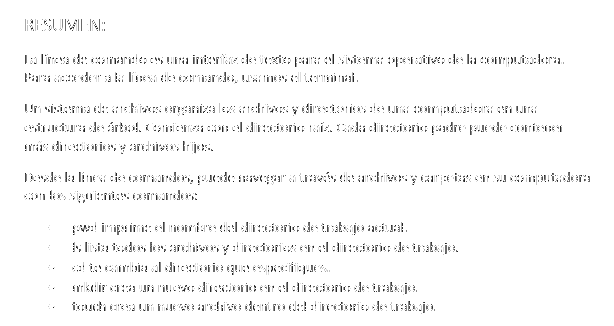 RESUMEN:
La línea de comando es una interfaz de texto para el sistema operativo de la computadora.
Para acceder a la línea de comando, usamos el terminal.
Un sistema de archivos organiza los archivos y directorios de una computadora en una
estructura de árbol. Comienza con el directorio raíz. Cada directorio padre puede contener
más directorios y archivos hijos.
Desde la línea de comandos, puede navegar a través de archivos y carpetas en su computadora
con los siguientes comandos:
- pwd imprime el nombre del directorio de trabajo actual.
- ls lista todos los archivos y directorios en el directorio de trabajo.
- cd te cambia al directorio que especifiques.
- mkdir crea un nuevo directorio en el directorio de trabajo.
- touch crea un nuevo archivo dentro del directorio de trabajo.